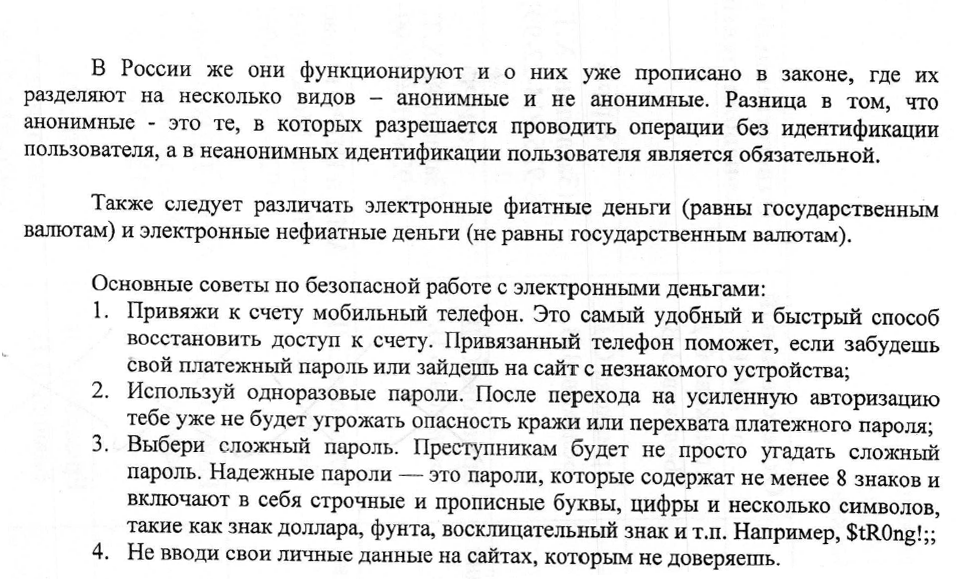 В России же они функционируют и о них уже прописано в законе, где их
разделяют на несколько видов – анонимные и не анонимные. Разница в том, что
анонимные - это те, в которых разрешается проводить операции без идентификации
пользователя, а в неанонимных идентификации пользователя является обязательной.
Также следует различать электронные фиатные деньги (равны государственным
валютам) и электронные нефиатные деньги (не равны государственным валютам).
Основные советы по безопасной работе с электронными деньгами:
1. Привяжи к счету мобильный телефон. Это самый удобный и быстрый способ
восстановить доступ к счету. Привязанный телефон поможет, если забудешь
свой платежный пароль или зайдешь на сайт с незнакомого устройства;
2. Используй одноразовые пароли. После перехода на усиленную авторизацию
тебе уже не будет угрожать опасность кражи или перехвата платежного пароля;
3. Выбери сложный пароль. Преступникам будет не просто угадать сложный
пароль. Надежные пароли — это пароли, которые содержат не менее 8 знаков и
включают в себя строчные и прописные буквы, цифры и несколько символов,
такие как знак доллара, фунта, восклицательный знак и т.п. Например, $tR0ng!;;
4. Не вводи свои личные данные на сайтах, которым не доверяешь.